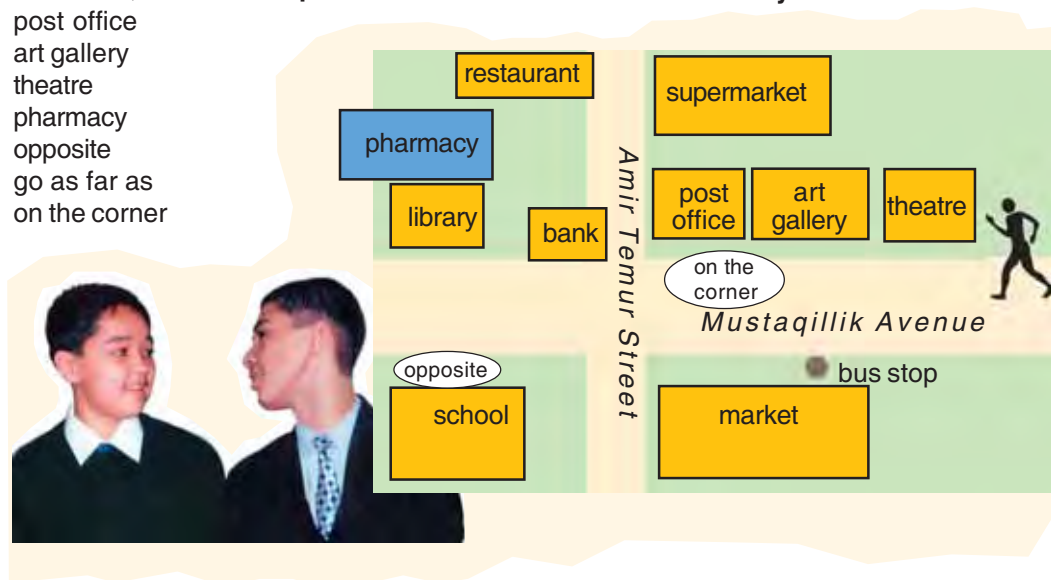 post office
art gallery
theatre
pharmacy
opposite
go as far as
on the corner
restaurant
supermarket
pharmacy
post
office
art
gallery
theatre
library
bank
Amir Temur Street
on the
corner
Mustaqillik Avenue
bus stop
opposite
school
market